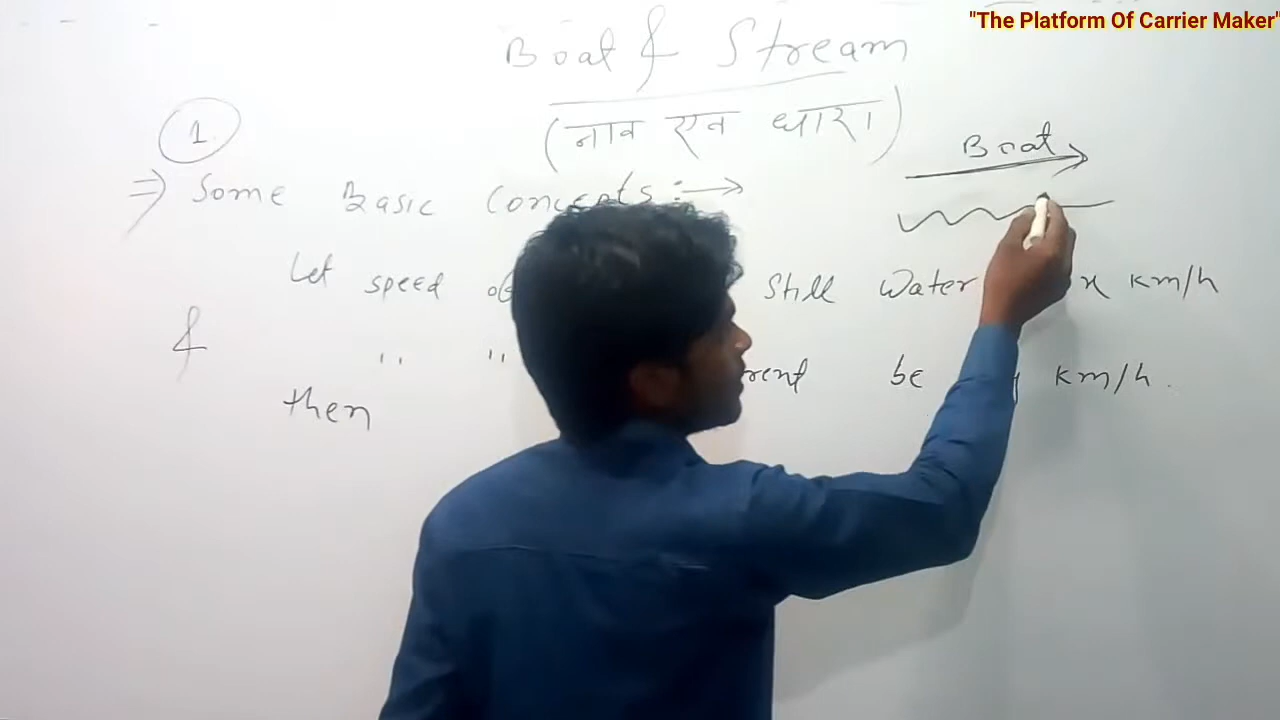 "The Platform Of Carrier Maker"
Boat & Stream
(नाव एवं धारा)
1
⇒ Some Basic Concepts :→
Boat
Let speed of Still Water x km/h
& " " be y km/h.
then